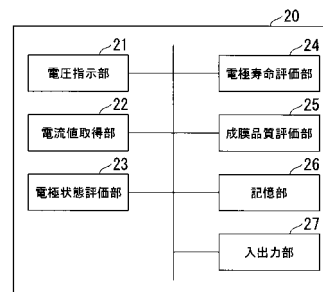 20
21
電圧指示部
22
電流値取得部
23
電極状態評価部
24
電極寿命評価部
25
成膜品質評価部
26
記憶部
27
入出力部